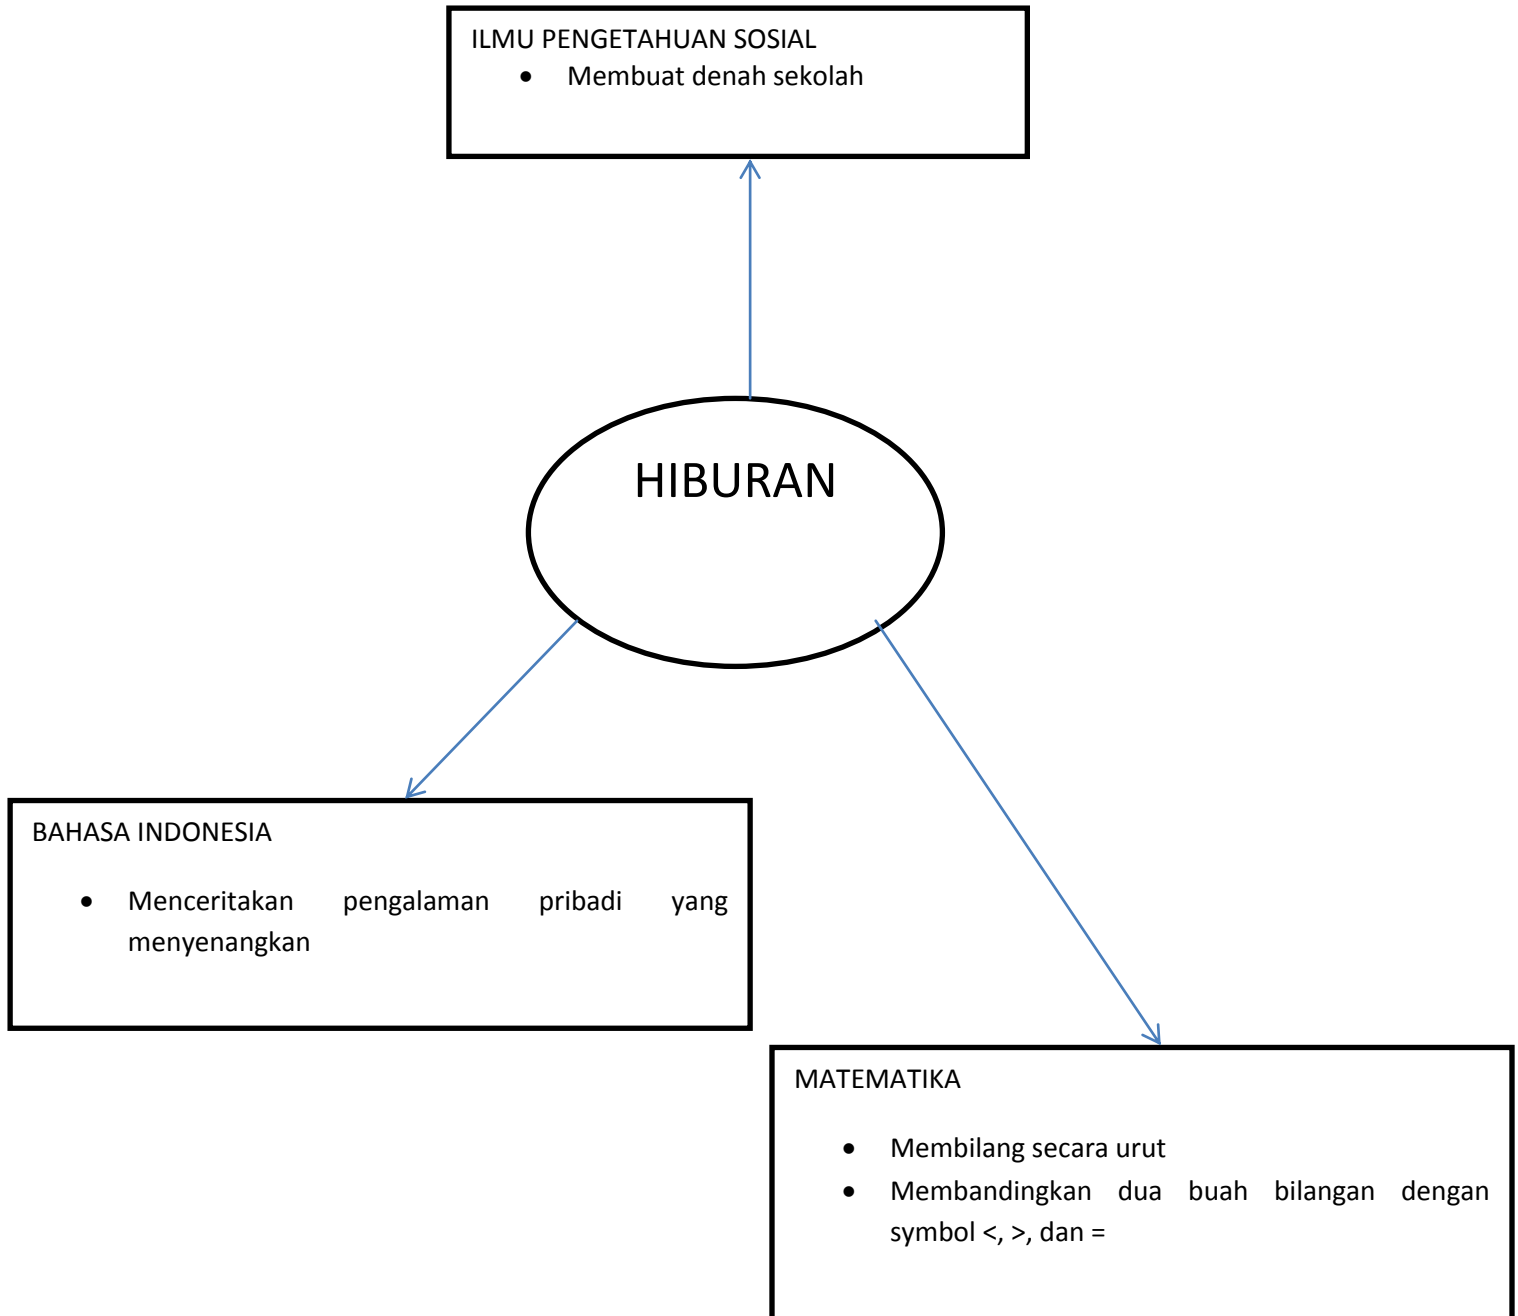 ILMU PENGETAHUAN SOSIAL
• Membuat denah sekolah
HIBURAN
BAHASA INDONESIA
• Menceritakan pengalaman pribadi yang
menyenangkan
MATEMATIKA
• Membilang secara urut
• Membandingkan dua buah bilangan dengan
symbol <, >, dan =